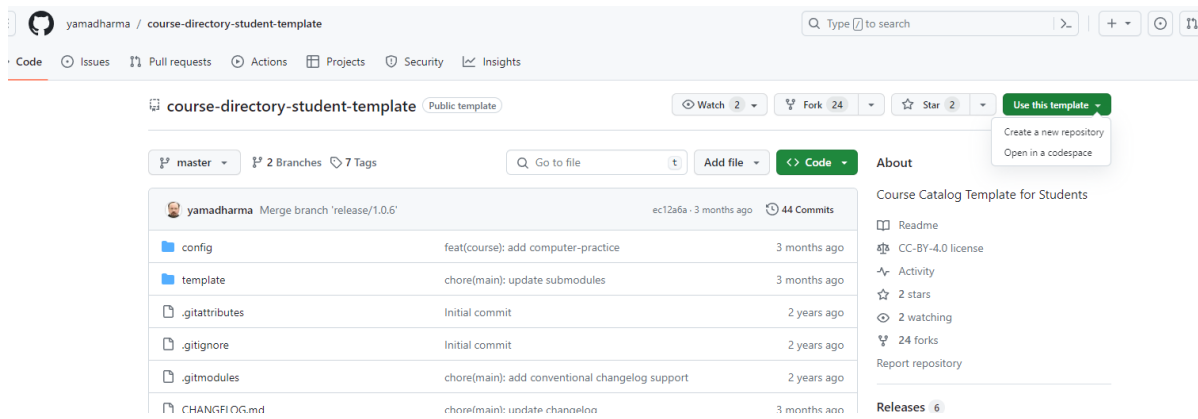 yamadharma / course-directory-student-template
Type / to search
Code Issues Pull requests Actions Projects Security Insights
course-directory-student-template Public template
Watch 2 Fork 24 Star 2 Use this template
Create a new repository
Open in a codespace
master 2 Branches 7 Tags Go to file t Add file <> Code
yamadharma Merge branch 'release/1.0.6' ec12a6a · 3 months ago 44 Commits
config feat(course): add computer-practice 3 months ago
template chore(main): update submodules 3 months ago
.gitattributes Initial commit 2 years ago
.gitignore Initial commit 2 years ago
.gitmodules chore(main): add conventional changelog support 2 years ago
CHANGELOG.md chore(main): update changelog 3 months ago
About
Course Catalog Template for Students
Readme
CC-BY-4.0 license
Activity
2 stars
2 watching
24 forks
Report repository
Releases 6